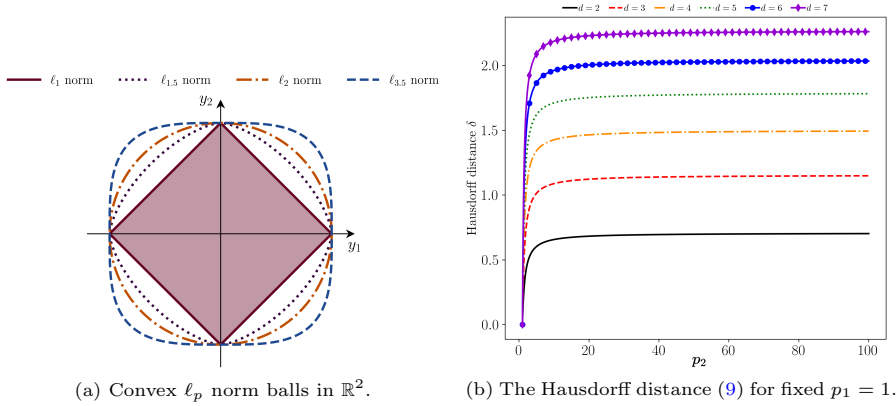 ℓ₁ norm ℓ₁.₅ norm ℓ₂ norm ℓ₃.₅ norm
y₂
y₁
(a) Convex ℓₚ norm balls in ℝ².
d = 2 d = 3 d = 4 d = 5 d = 6 d = 7
Hausdorff distance δ
2.0
1.5
1.0
0.5
0.0
0 20 40 60 80 100
p₂
(b) The Hausdorff distance (9) for fixed p₁ = 1.